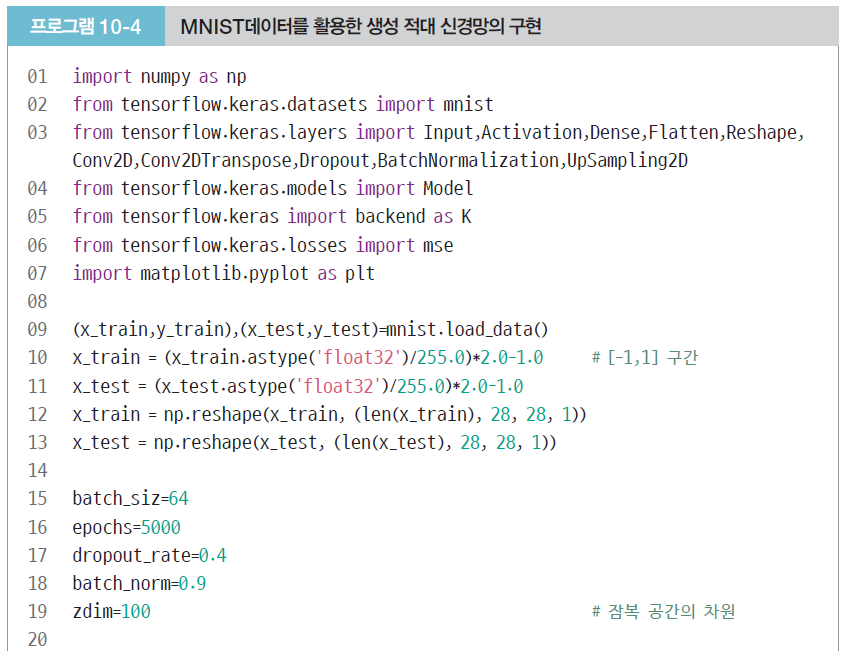 프로그램 10-4 MNIST데이터를 활용한 생성 적대 신경망의 구현
01 import numpy as np
02 from tensorflow.keras.datasets import mnist
03 from tensorflow.keras.layers import Input,Activation,Dense,Flatten,Reshape,
Conv2D,Conv2DTranspose,Dropout,BatchNormalization,UpSampling2D
04 from tensorflow.keras.models import Model
05 from tensorflow.keras import backend as K
06 from tensorflow.keras.losses import mse
07 import matplotlib.pyplot as plt
08
09 (x_train,y_train),(x_test,y_test)=mnist.load_data()
10 x_train = (x_train.astype('float32')/255.0)*2.0-1.0 # [-1,1] 구간
11 x_test = (x_test.astype('float32')/255.0)*2.0-1.0
12 x_train = np.reshape(x_train, (len(x_train), 28, 28, 1))
13 x_test = np.reshape(x_test, (len(x_test), 28, 28, 1))
14
15 batch_siz=64
16 epochs=5000
17 dropout_rate=0.4
18 batch_norm=0.9
19 zdim=100 # 잠복 공간의 차원
20